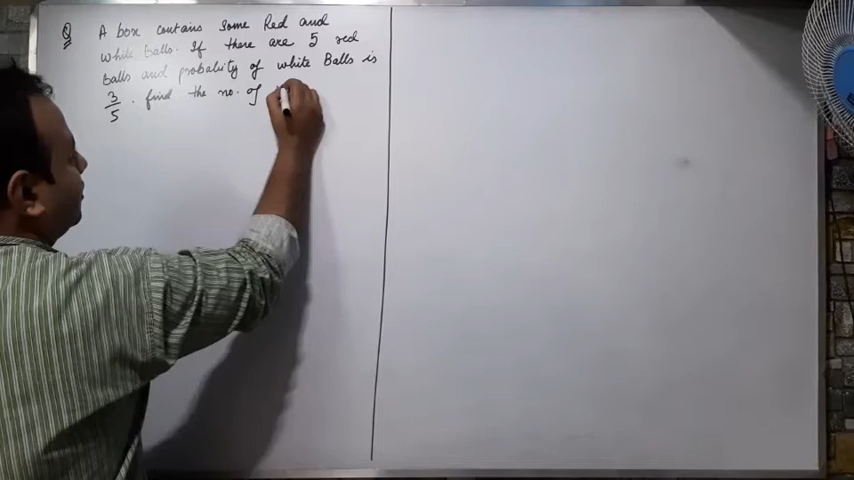 Q A box contains some Red and
white balls. If there are 5 red
balls and probability of white Balls is
3/5. find the no. of